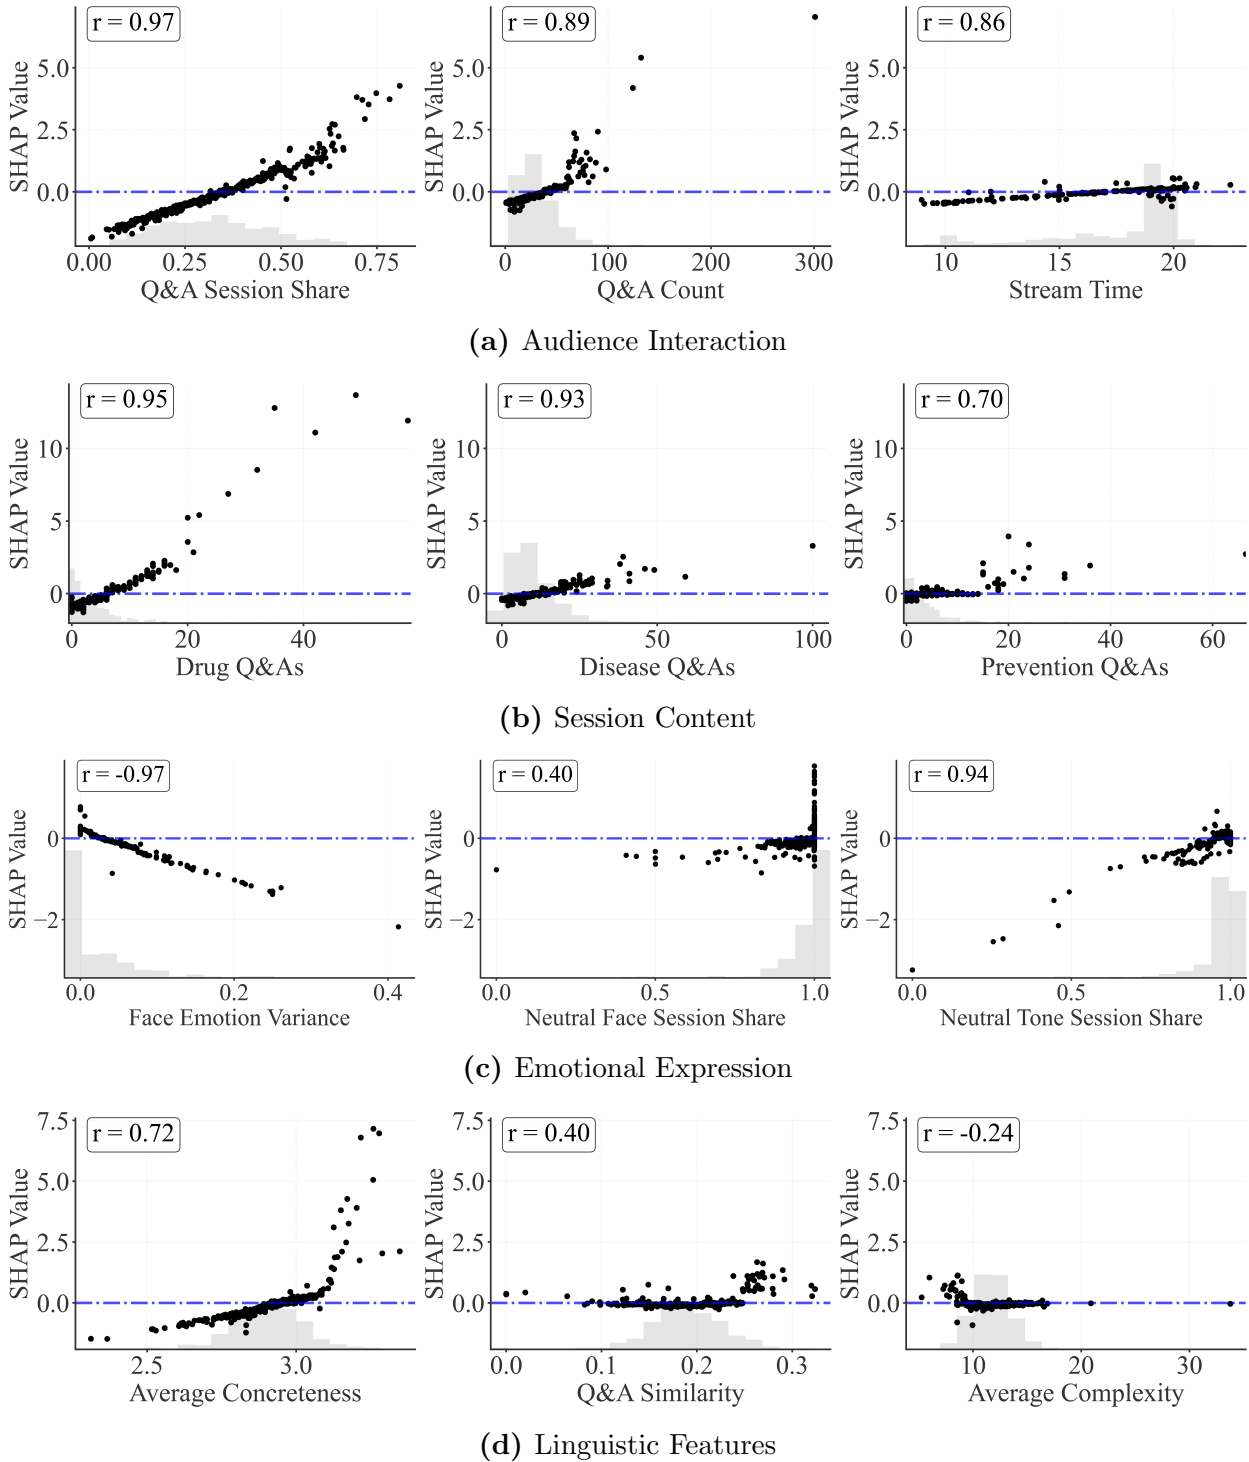 r = 0.97
r = 0.89
r = 0.86
SHAP Value
SHAP Value
SHAP Value
5.0
2.5
0.0
5.0
2.5
0.0
5.0
2.5
0.0
0.00 0.25 0.50 0.75
0 100 200 300
10 15 20
Q&A Session Share
Q&A Count
Stream Time
(a) Audience Interaction
r = 0.95
r = 0.93
r = 0.70
SHAP Value
SHAP Value
SHAP Value
10
5
0
10
5
0
10
5
0
0 20 40
0 50 100
0 20 40 60
Drug Q&As
Disease Q&As
Prevention Q&As
(b) Session Content
r = -0.97
r = 0.40
r = 0.94
SHAP Value
SHAP Value
SHAP Value
0
−2
0
−2
0
−2
0.0 0.2 0.4
0.0 0.5 1.0
0.0 0.5 1.0
Face Emotion Variance
Neutral Face Session Share
Neutral Tone Session Share
(c) Emotional Expression
r = 0.72
r = 0.40
r = -0.24
SHAP Value
SHAP Value
SHAP Value
7.5
5.0
2.5
0.0
7.5
5.0
2.5
0.0
7.5
5.0
2.5
0.0
2.5 3.0
0.0 0.1 0.2 0.3
10 20 30
Average Concreteness
Q&A Similarity
Average Complexity
(d) Linguistic Features